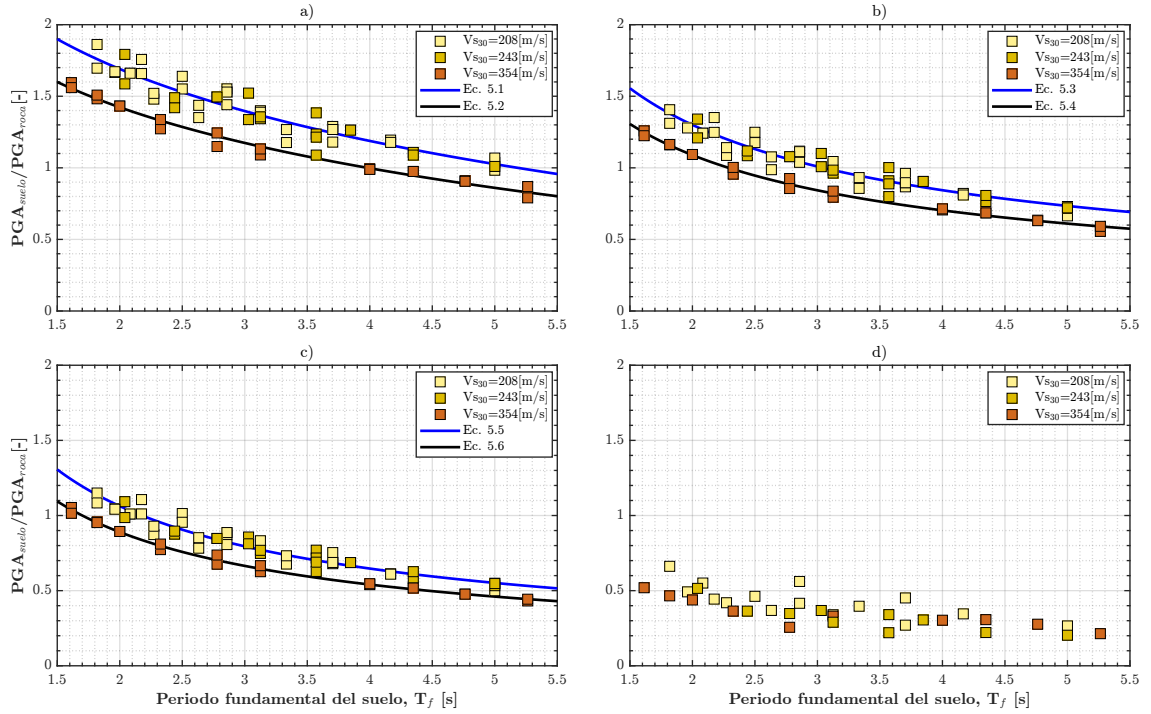 a)
2
1.5
1
0.5
0
1.5 2 2.5 3 3.5 4 4.5 5 5.5
PGA_suelo/PGA_roca[-]
Vs₃₀=208[m/s]
Vs₃₀=243[m/s]
Vs₃₀=354[m/s]
Ec. 5.1
Ec. 5.2
b)
2
1.5
1
0.5
0
1.5 2 2.5 3 3.5 4 4.5 5 5.5
Vs₃₀=208[m/s]
Vs₃₀=243[m/s]
Vs₃₀=354[m/s]
Ec. 5.3
Ec. 5.4
c)
2
1.5
1
0.5
0
1.5 2 2.5 3 3.5 4 4.5 5 5.5
PGA_suelo/PGA_roca[-]
Periodo fundamental del suelo, T_f [s]
Vs₃₀=208[m/s]
Vs₃₀=243[m/s]
Vs₃₀=354[m/s]
Ec. 5.5
Ec. 5.6
d)
2
1.5
1
0.5
0
1.5 2 2.5 3 3.5 4 4.5 5 5.5
Periodo fundamental del suelo, T_f [s]
Vs₃₀=208[m/s]
Vs₃₀=243[m/s]
Vs₃₀=354[m/s]